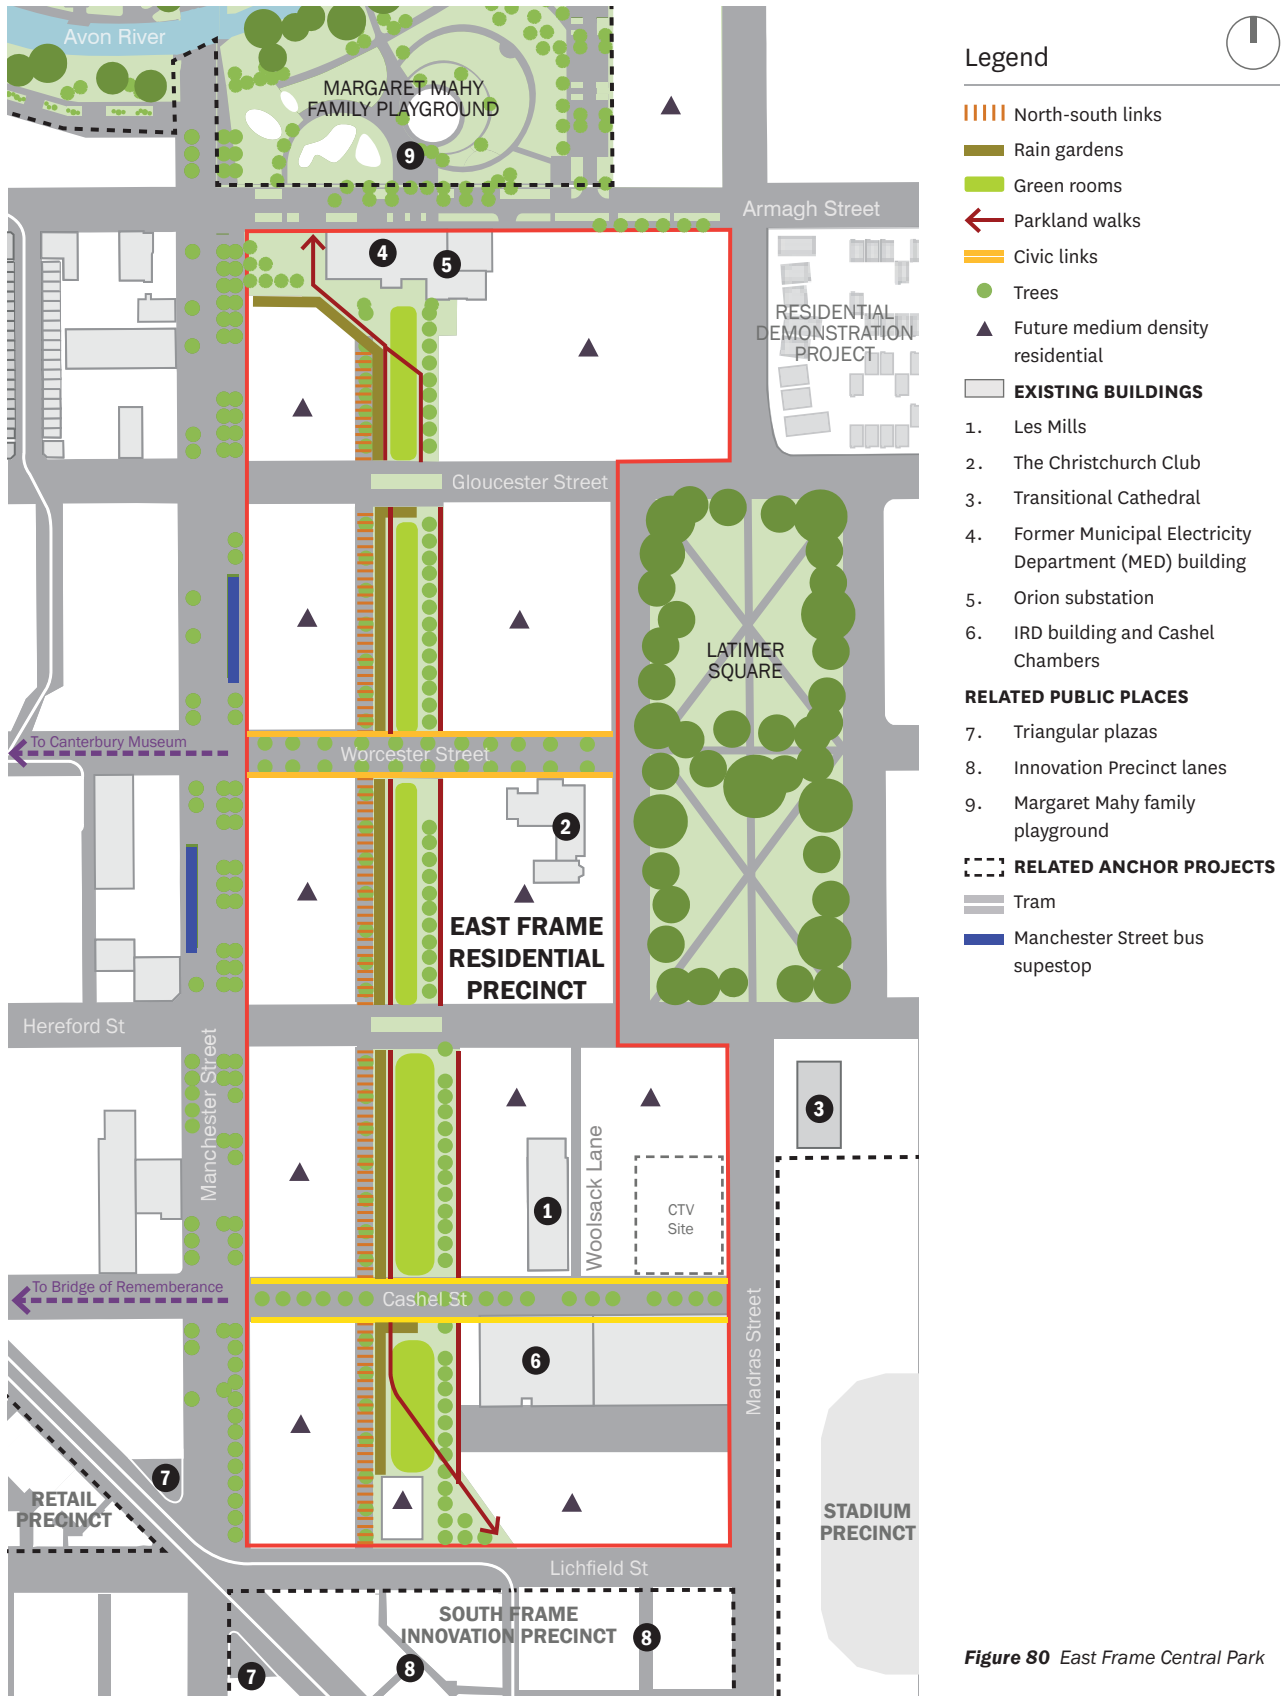 Avon River
MARGARET MAHY
FAMILY PLAYGROUND
9
Armagh Street
4
5
RESIDENTIAL
DEMONSTRATION
PROJECT
Gloucester Street
LATIMER
SQUARE
To Canterbury Museum
Worcester Street
2
EAST FRAME
RESIDENTIAL
PRECINCT
Hereford St
Manchester Street
3
1
Woolsack Lane
CTV
Site
To Bridge of Rememberance
Cashel St
Madras Street
6
7
RETAIL
PRECINCT
STADIUM
PRECINCT
Lichfield St
SOUTH FRAME
INNOVATION PRECINCT
8
8
7
Legend
North-south links
Rain gardens
Green rooms
Parkland walks
Civic links
Trees
Future medium density
residential
EXISTING BUILDINGS
1. Les Mills
2. The Christchurch Club
3. Transitional Cathedral
4. Former Municipal Electricity
Department (MED) building
5. Orion substation
6. IRD building and Cashel
Chambers
RELATED PUBLIC PLACES
7. Triangular plazas
8. Innovation Precinct lanes
9. Margaret Mahy family
playground
RELATED ANCHOR PROJECTS
Tram
Manchester Street bus
supestop
Figure 80 East Frame Central Park